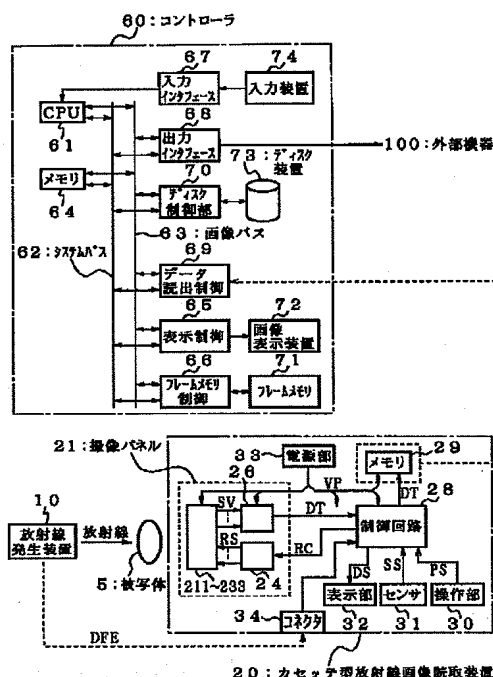 60:コントローラ
67
入力
インタフェース
74
入力装置
CPU
61
68
出力
インタフェース
100:外部機器
メモリ
64
70
ディスク
制御部
73:ディスク
装置
63:画像バス
62:システムバス
69
データ
読出制御
65
表示制御
72
画像
表示装置
66
フレームメモリ
制御
71
フレームメモリ
21:撮像パネル
33
電源部
メモリ
29
26
VP
DT
28
10
放射線
発生装置
放射線
5:被写体
SV
DT
制御回路
RS
RC
211~233
24
DS
SS
PS
34
コネクタ
表示部
センサ
操作部
32
31
30
DFE
20:カセッテ型放射線画像読取装置